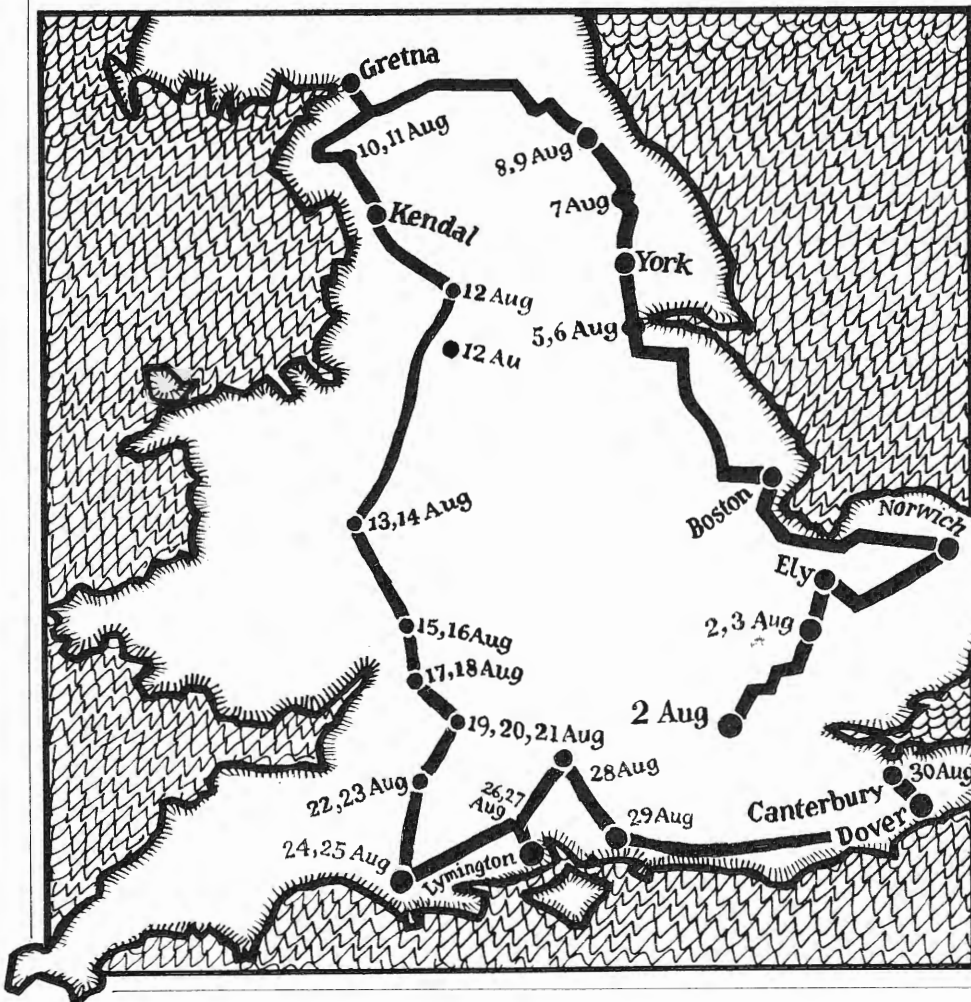 Gretna
10,11 Aug
8,9 Aug
7 Aug
Kendal
York
12 Aug
5,6 Aug
12 Au
13,14 Aug
Boston
Norwich
Ely
2,3 Aug
15,16 Aug
17,18 Aug
2 Aug
19, 20, 21 Aug
28 Aug
30 Aug
22,23 Aug
26,27
Aug
Canterbury
29 Aug
Dover
24,25 Aug
Lymington